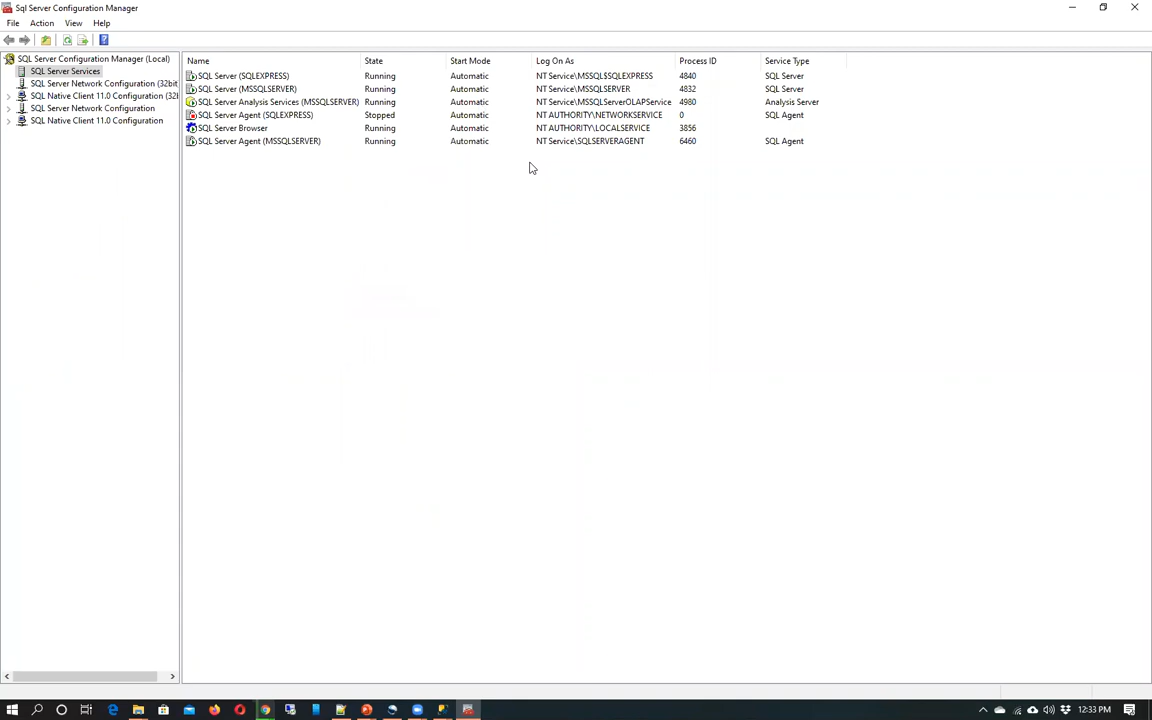 Sql Server Configuration Manager
File Action View Help
SQL Server Configuration Manager (Local)
SQL Server Services
SQL Server Network Configuration (32bit
SQL Native Client 11.0 Configuration (32l
SQL Server Network Configuration
SQL Native Client 11.0 Configuration
Name State Start Mode Log On As Process ID Service Type
SQL Server (SQLEXPRESS) Running Automatic NT Service\MSSQL$SQLEXPRESS 4840 SQL Server
SQL Server (MSSQLSERVER) Running Automatic NT Service\MSSQLSERVER 4832 SQL Server
SQL Server Analysis Services (MSSQLSERVER) Running Automatic NT Service\MSSQLServerOLAPService 4980 Analysis Server
SQL Server Agent (SQLEXPRESS) Stopped Automatic NT AUTHORITY\NETWORKSERVICE 0 SQL Agent
SQL Server Browser Running Automatic NT AUTHORITY\LOCALSERVICE 3856
SQL Server Agent (MSSQLSERVER) Running Automatic NT Service\SQLSERVERAGENT 6460 SQL Agent
12:33 PM